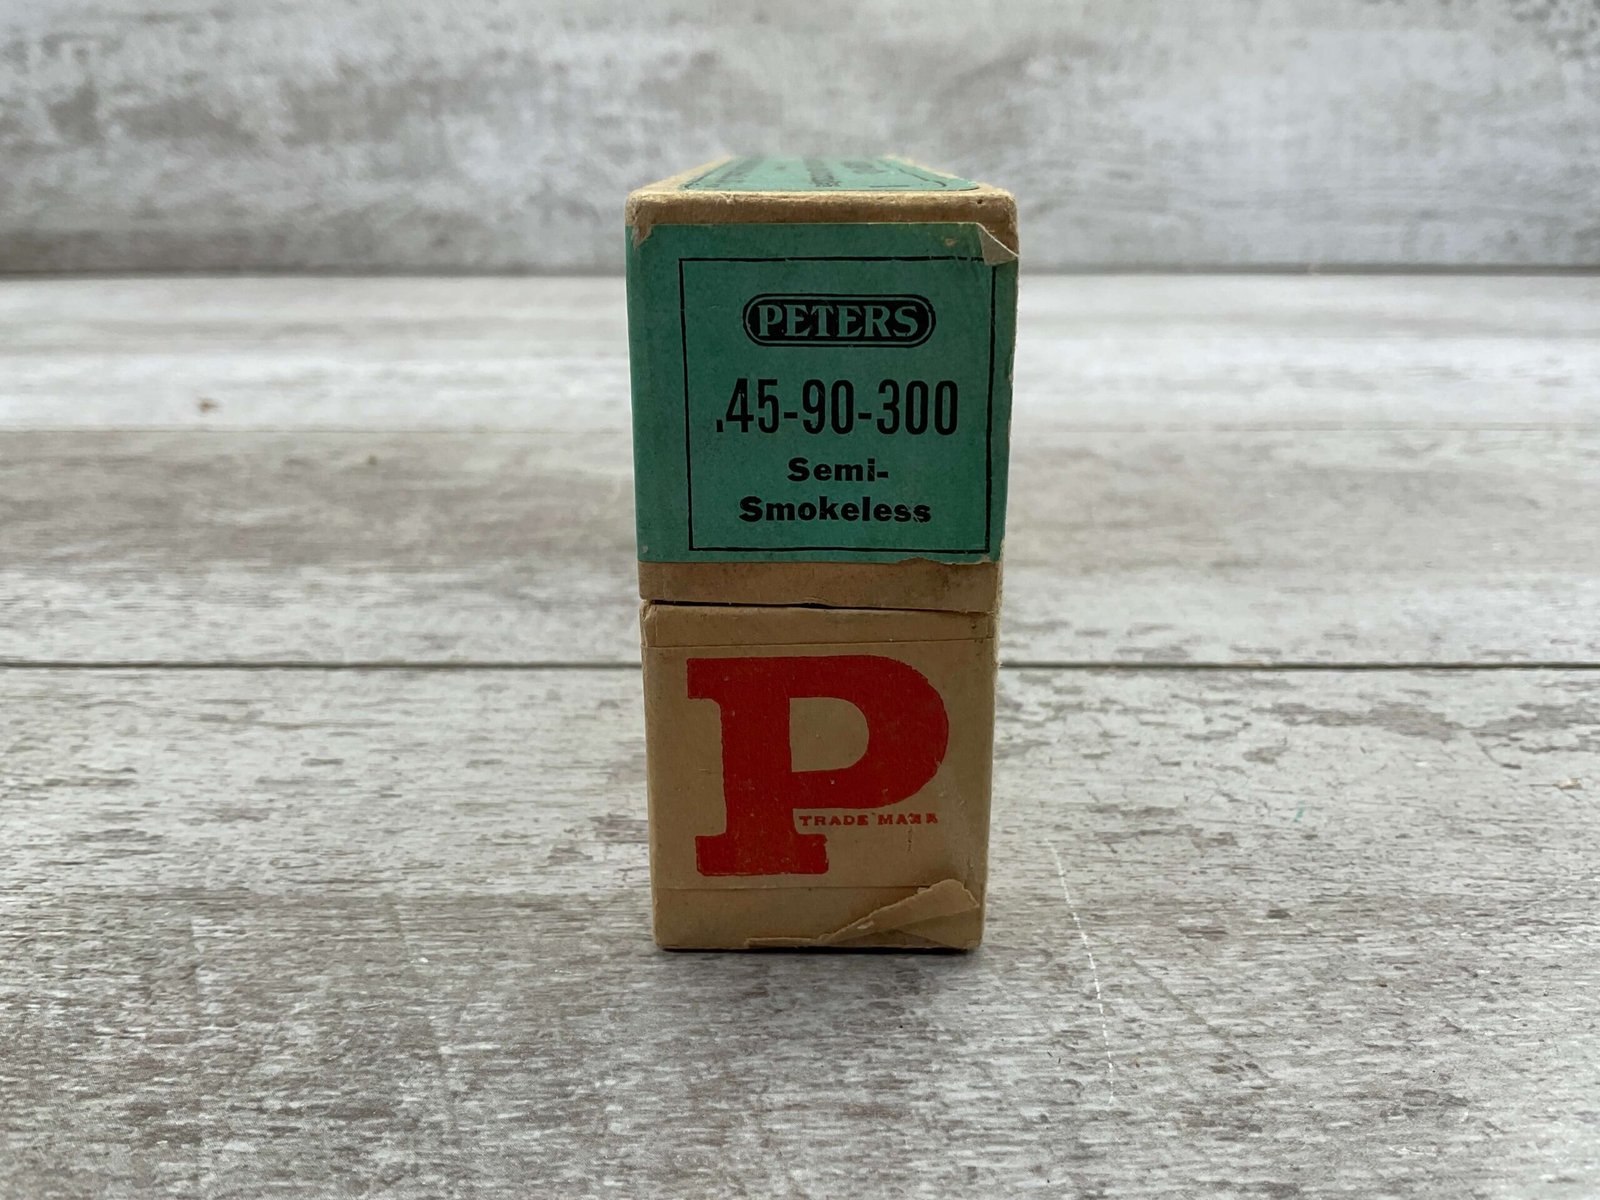 PETERS
.45-90-300
Semi-
Smokeless
P
TRADE MARK